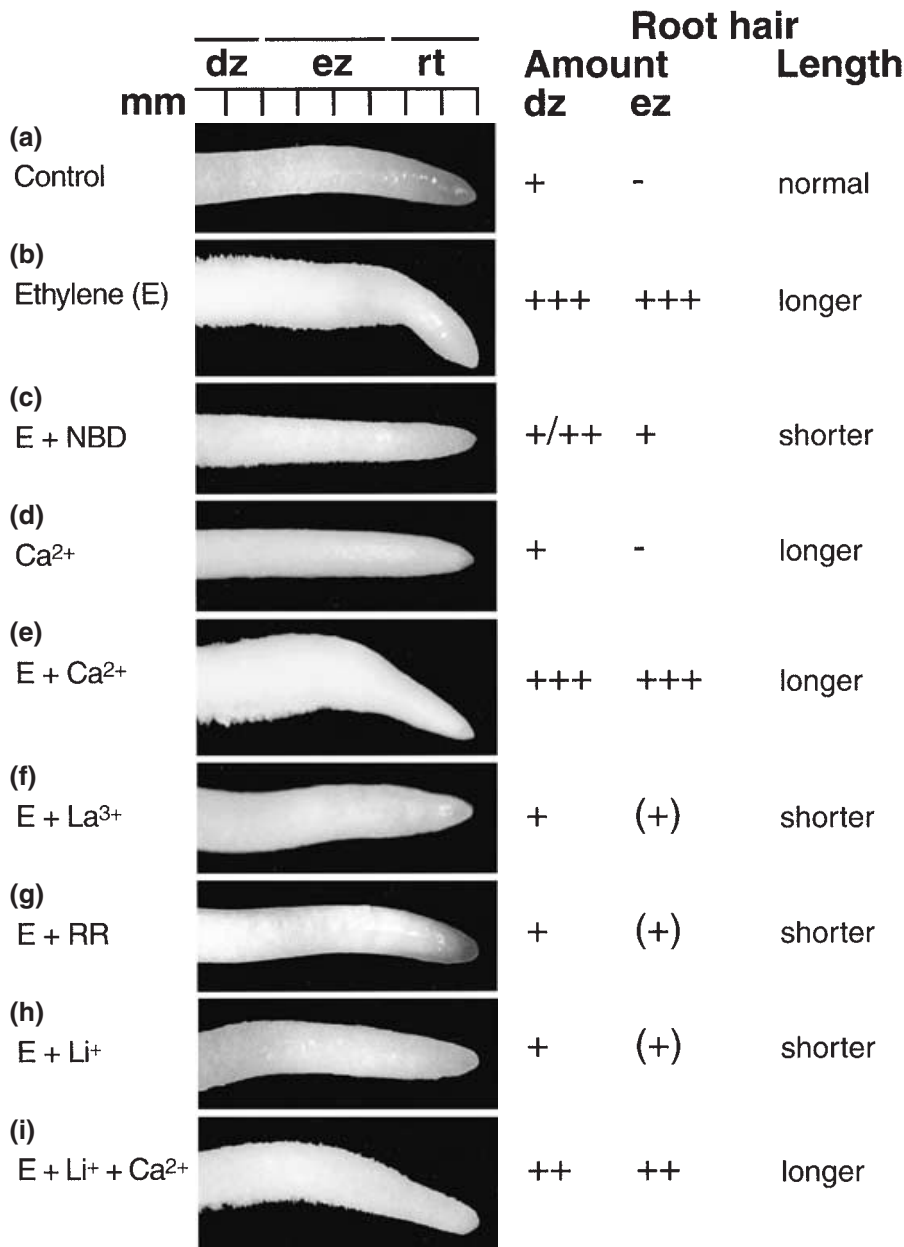 Root hair
dz ez rt Amount Length
mm dz ez
(a)
Control + - normal
(b)
Ethylene (E) +++ +++ longer
(c)
E + NBD +/++ + shorter
(d)
Ca²⁺ + - longer
(e)
E + Ca²⁺ +++ +++ longer
(f)
E + La³⁺ + (+) shorter
(g)
E + RR + (+) shorter
(h)
E + Li⁺ + (+) shorter
(i)
E + Li⁺ + Ca²⁺ ++ ++ longer